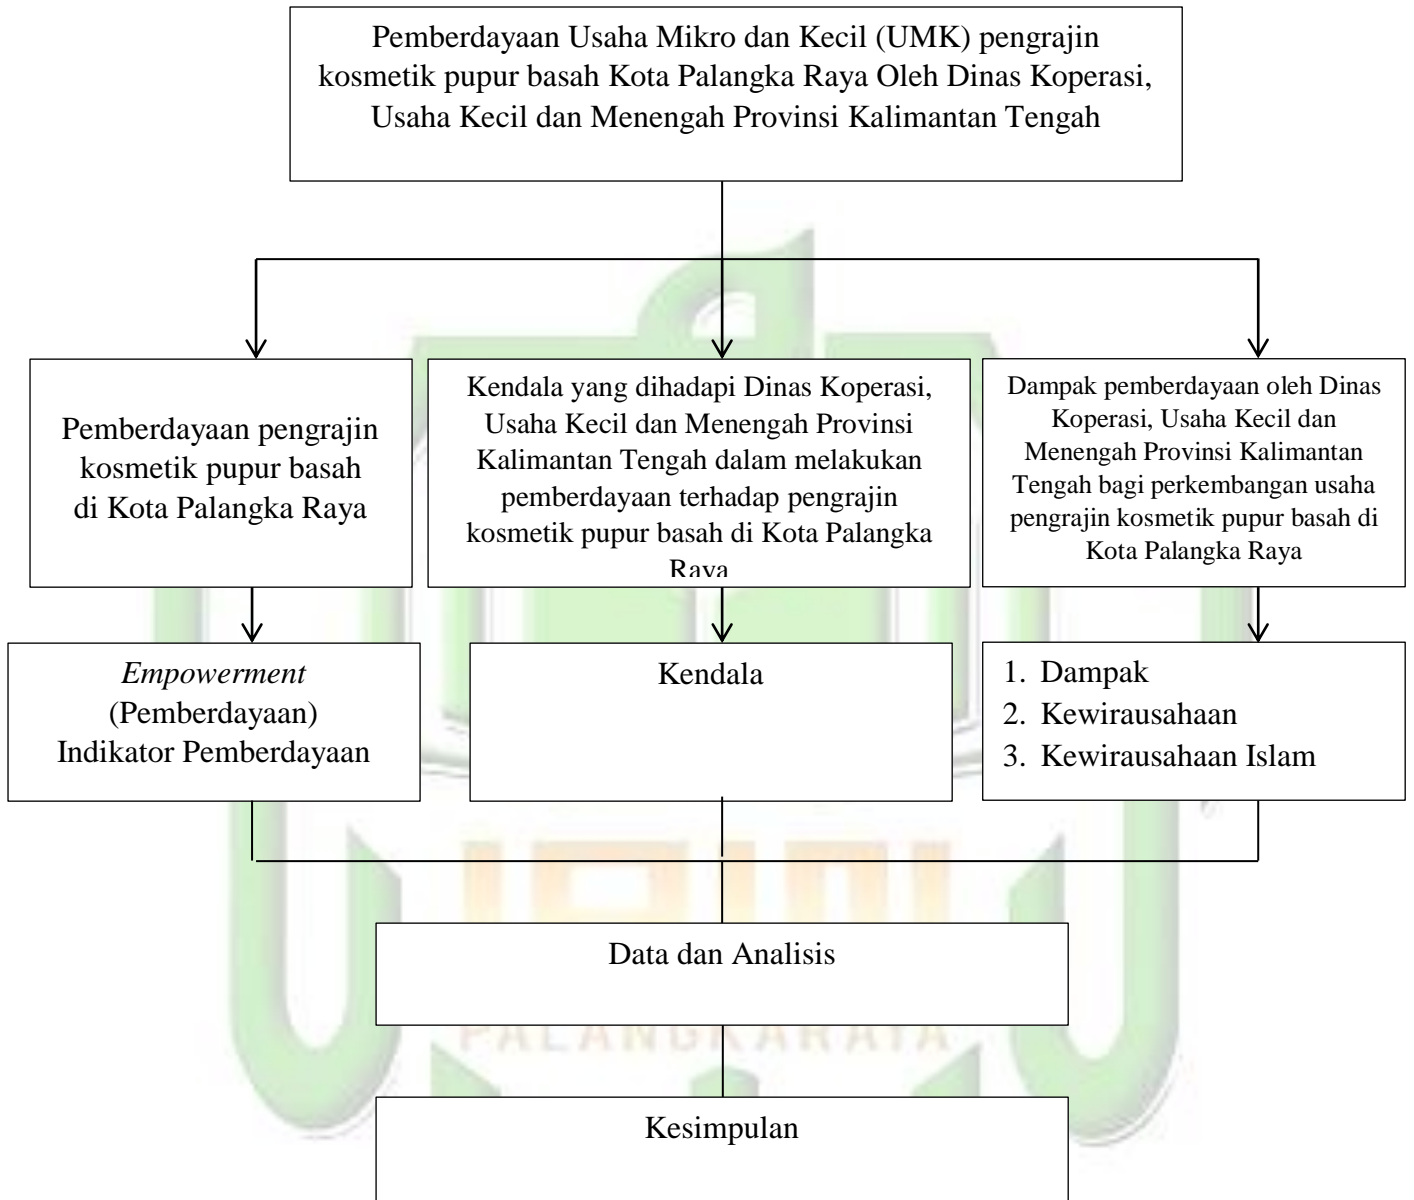 Pemberdayaan Usaha Mikro dan Kecil (UMK) pengrajin
kosmetik pupur basah Kota Palangka Raya Oleh Dinas Koperasi,
Usaha Kecil dan Menengah Provinsi Kalimantan Tengah
Pemberdayaan pengrajin
kosmetik pupur basah
di Kota Palangka Raya
Kendala yang dihadapi Dinas Koperasi,
Usaha Kecil dan Menengah Provinsi
Kalimantan Tengah dalam melakukan
pemberdayaan terhadap pengrajin
kosmetik pupur basah di Kota Palangka
Raya
Dampak pemberdayaan oleh Dinas
Koperasi, Usaha Kecil dan
Menengah Provinsi Kalimantan
Tengah bagi perkembangan usaha
pengrajin kosmetik pupur basah di
Kota Palangka Raya
Empowerment
(Pemberdayaan)
Indikator Pemberdayaan
Kendala
1. Dampak
2. Kewirausahaan
3. Kewirausahaan Islam
Data dan Analisis
PALANGKARAYA
Kesimpulan